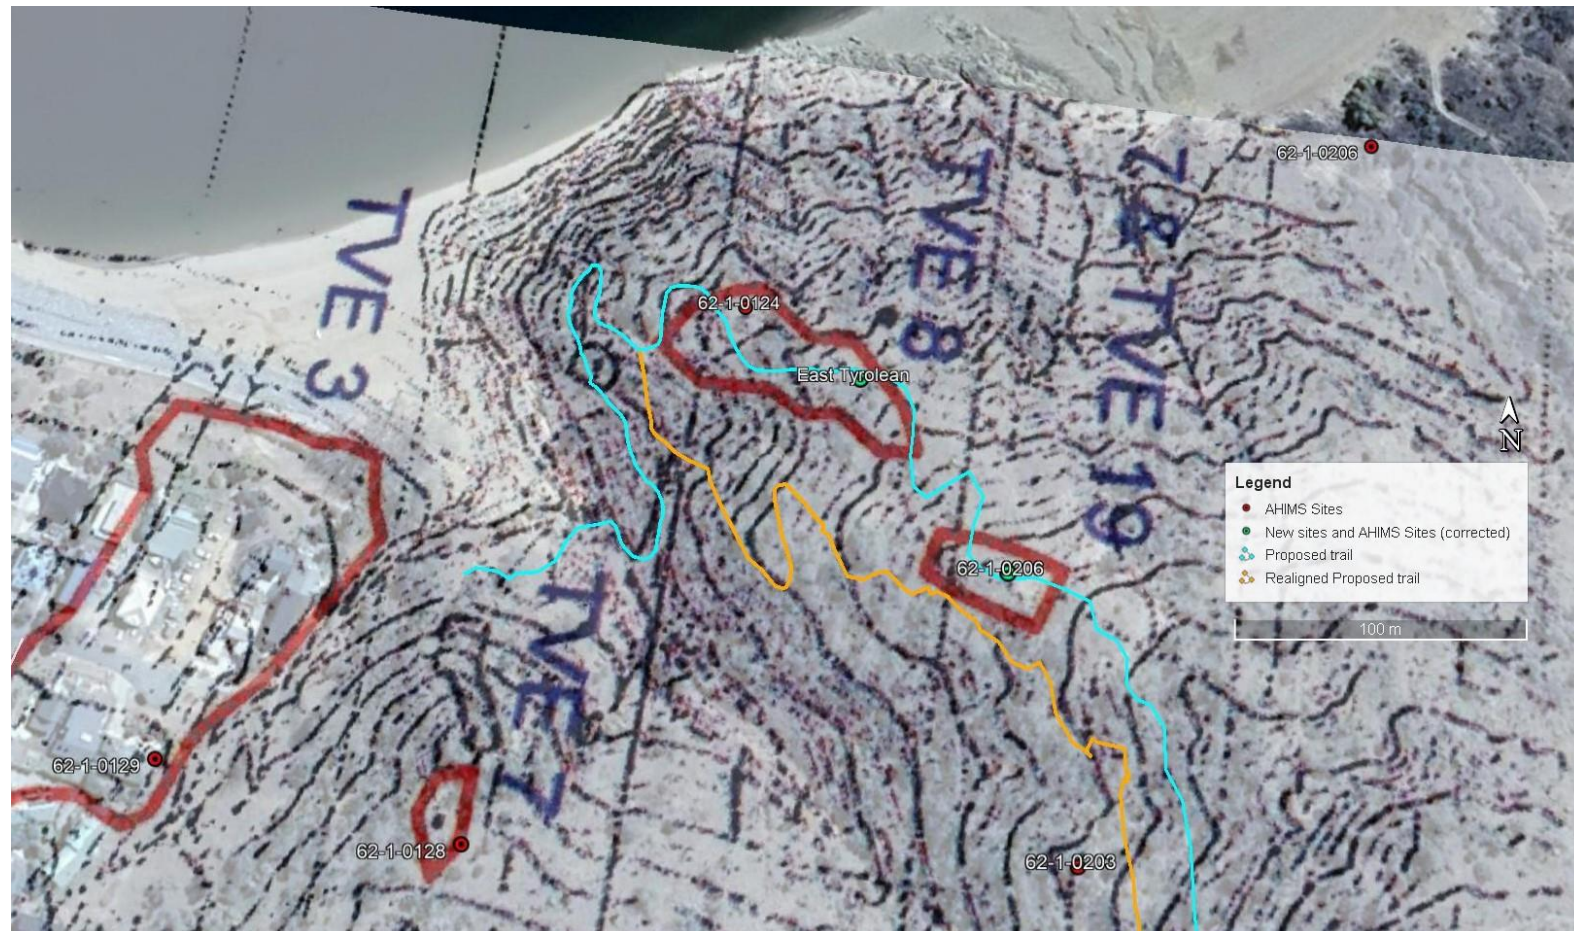 62-1-0206
TVE 3
TVE 8
7& TVE 19
62-1-0124
East Tyrolean
N
Legend
AHIMS Sites
New sites and AHIMS Sites (corrected)
Proposed trail
Realigned Proposed trail
100 m
62-1-0206
TVE 7
62-1-0129
62-1-0128
62-1-0203